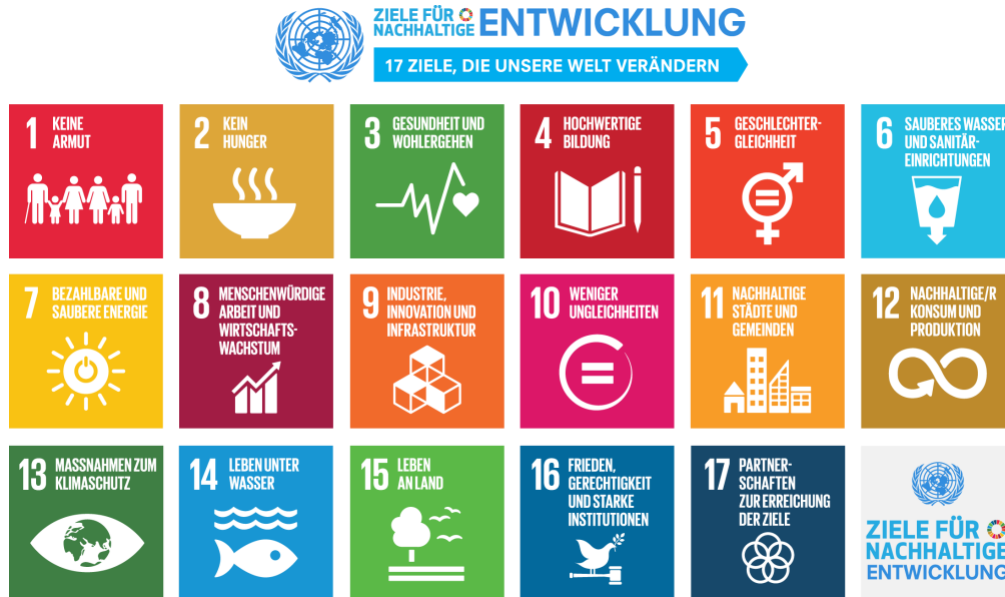 ZIELE FÜR
NACHHALTIGE ENTWICKLUNG
17 ZIELE, DIE UNSERE WELT VERÄNDERN
1 KEINE
ARMUT
2 KEIN
HUNGER
3 GESUNDHEIT UND
WOHLERGEHEN
4 HOCHWERTIGE
BILDUNG
5 GESCHLECHTER-
GLEICHHEIT
6 SAUBERES WASSER
UND SANITÄR-
EINRICHTUNGEN
7 BEZAHLBARE UND
SAUBERE ENERGIE
8 MENSCHENWÜRDIGE
ARBEIT UND
WIRTSCHAFTS-
WACHSTUM
9 INDUSTRIE,
INNOVATION UND
INFRASTRUKTUR
10 WENIGER
UNGLEICHHEITEN
11 NACHHALTIGE
STÄDTE UND
GEMEINDEN
12 NACHHALTIGE/R
KONSUM UND
PRODUKTION
13 MASSNAHMEN ZUM
KLIMASCHUTZ
14 LEBEN UNTER
WASSER
15 LEBEN
AN LAND
16 FRIEDEN,
GERECHTIGKEIT
UND STARKE
INSTITUTIONEN
17 PARTNER-
SCHAFTEN
ZUR ERREICHUNG
DER ZIELE
ZIELE FÜR
NACHHALTIGE
ENTWICKLUNG